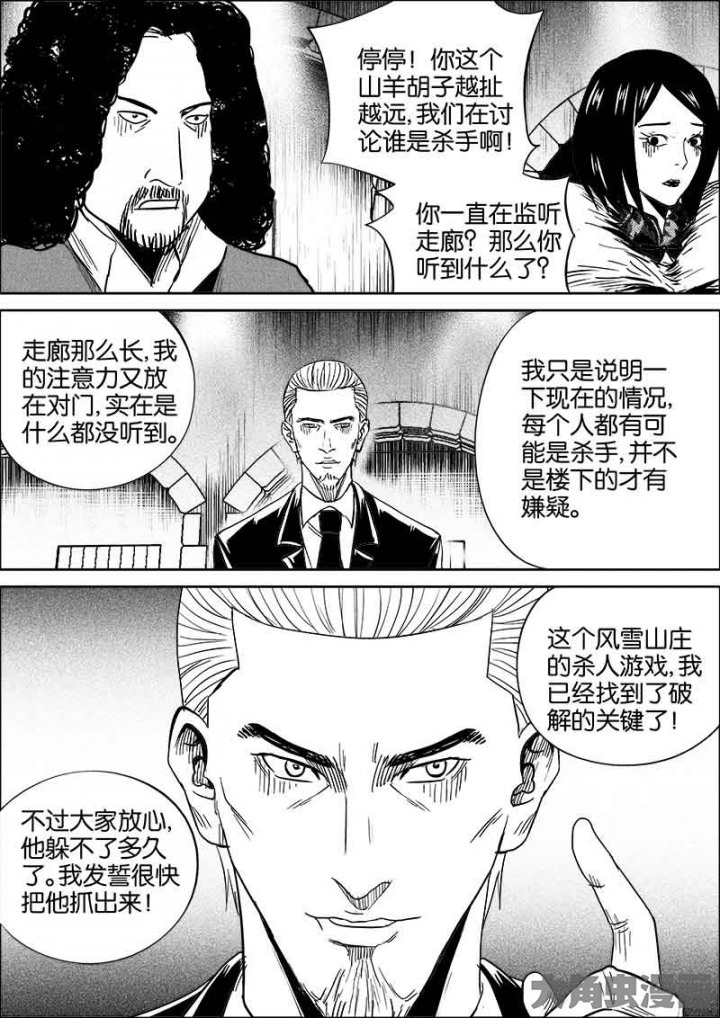 停停！你这个
山羊胡子越扯
越远，我们在讨
论谁是杀手啊！
你一直在监听
走廊？那么你
听到什么了？
走廊那么长，我
的注意力又放
在对门，实在是
什么都没听到。
我只是说明一
下现在的情况，
每个人都有可
能是杀手，并不
是楼下的才有
嫌疑。
这个风雪山庄
的杀人游戏，我
已经找到了破
解的关键了！
不过大家放心，
他躲不了多久
了。我发誓很快
把他抓出来！